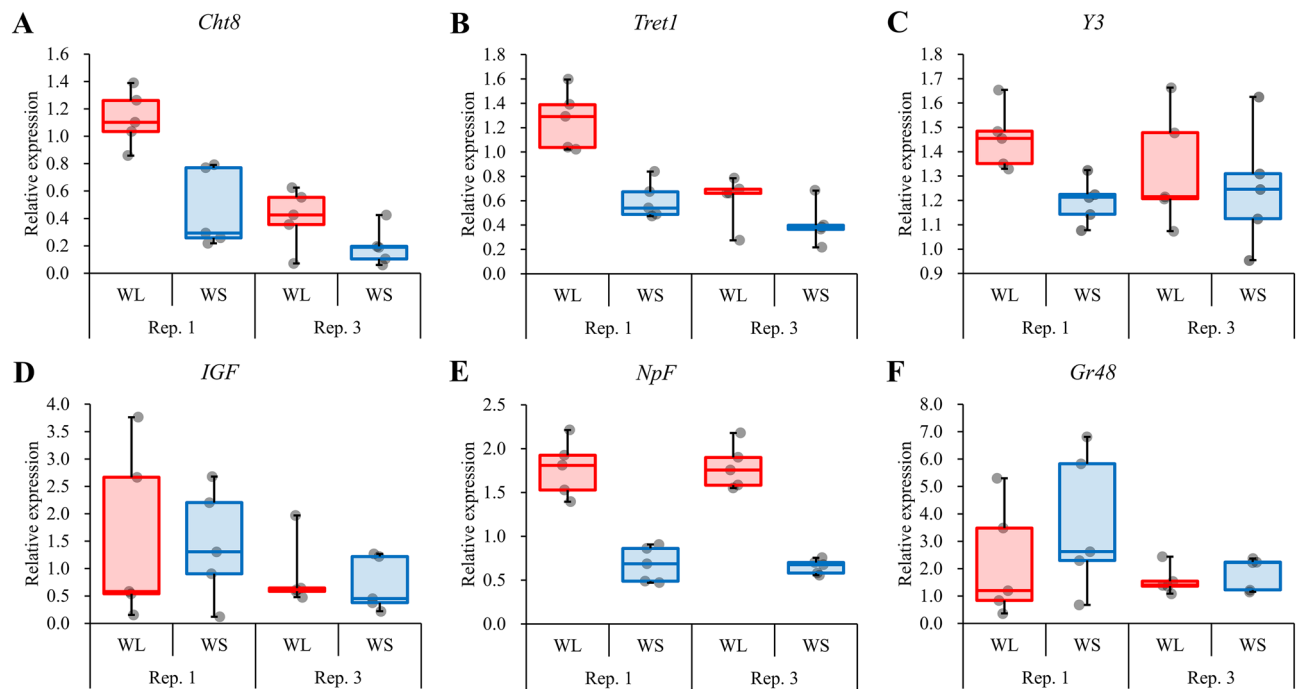 A Cht8
Relative expression
1.6
1.4
1.2
1.0
0.8
0.6
0.4
0.2
0.0
WL WS WL WS
Rep. 1 Rep. 3
B Tret1
Relative expression
1.8
1.6
1.4
1.2
1.0
0.8
0.6
0.4
0.2
0.0
WL WS WL WS
Rep. 1 Rep. 3
C Y3
Relative expression
1.8
1.7
1.6
1.5
1.4
1.3
1.2
1.1
1.0
0.9
WL WS WL WS
Rep. 1 Rep. 3
D IGF
Relative expression
4.0
3.5
3.0
2.5
2.0
1.5
1.0
0.5
0.0
WL WS WL WS
Rep. 1 Rep. 3
E NpF
Relative expression
2.5
2.0
1.5
1.0
0.5
0.0
WL WS WL WS
Rep. 1 Rep. 3
F Gr48
Relative expression
8.0
7.0
6.0
5.0
4.0
3.0
2.0
1.0
0.0
WL WS WL WS
Rep. 1 Rep. 3